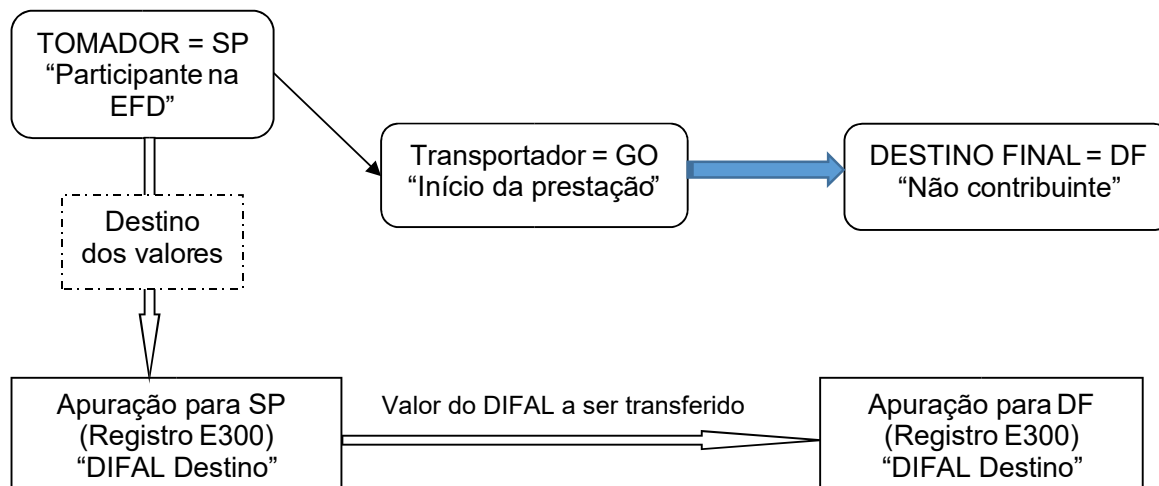 TOMADOR = SP
“Participante na
EFD”
Transportador = GO
“Início da prestação”
DESTINO FINAL = DF
“Não contribuinte”
Destino
dos valores
Apuração para SP
(Registro E300)
“DIFAL Destino”
Valor do DIFAL a ser transferido
Apuração para DF
(Registro E300)
“DIFAL Destino”